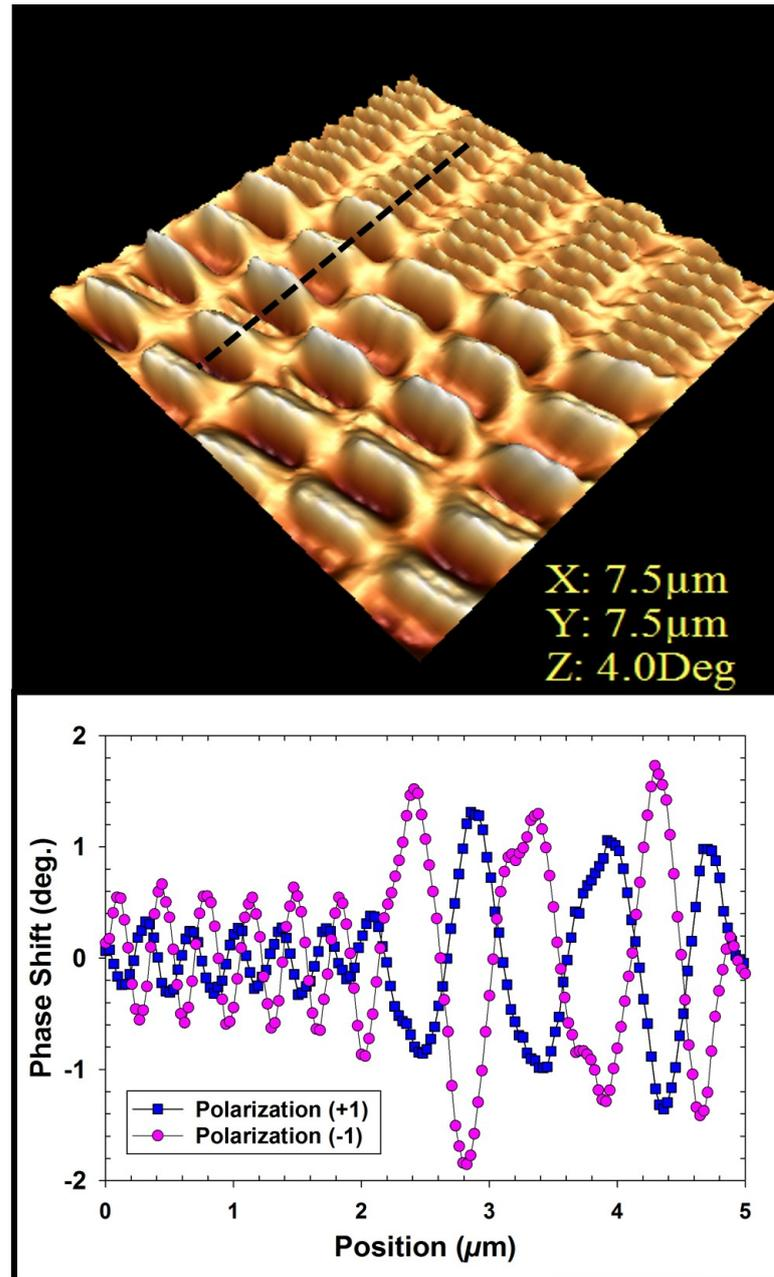 X: 7.5µm
Y: 7.5µm
Z: 4.0Deg
2
1
0
-1
-2
Phase Shift (deg.)
Polarization (+1)
Polarization (-1)
0 1 2 3 4 5
Position (µm)